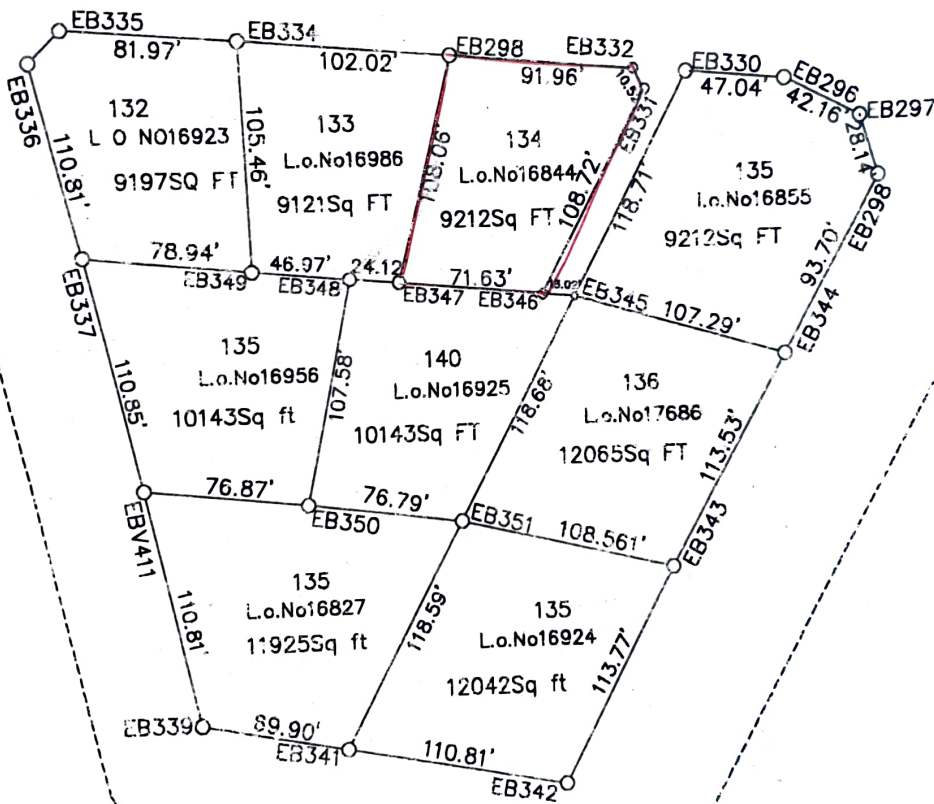 EB335
EB334
EB298
EB332
81.97'
102.02'
91.96'
EB331
EB330
47.04'
EB296
42.16'
EB297
28.14
EB298
EB336
110.81'
132
L O NO16923
9197SQ FT
105.46'
133
L.o.No16986
9121Sq FT
108.06'
134
L.o.No16844
9212Sq FT
108.72'
118.71'
135
L.o.No16855
9212Sq FT
93.70'
EB344
EB337
78.94'
EB349
46.97'
EB348
24.12'
EB347
71.63'
EB346
EB345
107.29'
110.85'
135
L.o.No16956
10143Sq ft
107.58'
140
L.o.No16925
10143Sq FT
118.68'
136
L.o.No17686
12065Sq FT
113.53'
EB343
EBV411
76.87'
EB350
76.79'
EB351
108.561'
110.81'
135
L.o.No16827
11925Sq ft
118.59'
135
L.o.No16924
12042Sq ft
113.77'
EB339
89.90'
EB341
110.81'
EB342